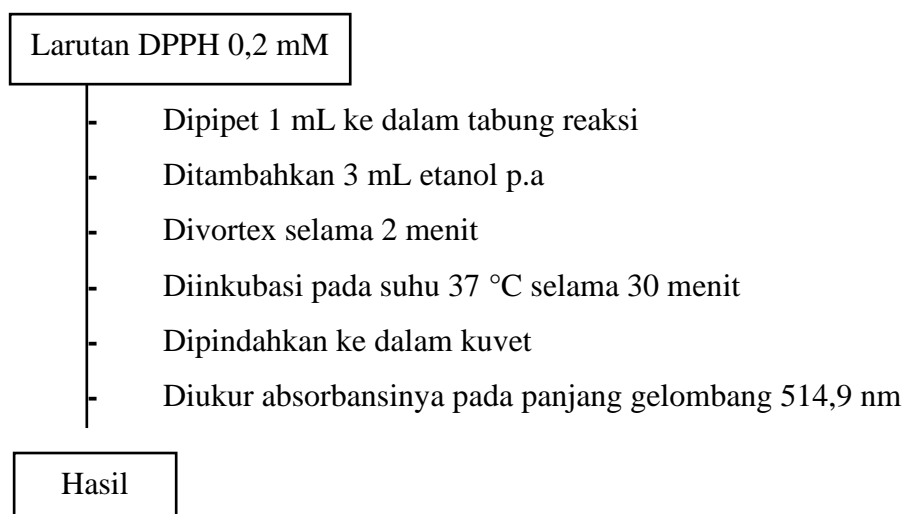 Larutan DPPH 0,2 mM
- Dipipet 1 mL ke dalam tabung reaksi
- Ditambahkan 3 mL etanol p.a
- Divortex selama 2 menit
- Diinkubasi pada suhu 37 °C selama 30 menit
- Dipindahkan ke dalam kuvet
- Diukur absorbansinya pada panjang gelombang 514,9 nm
Hasil